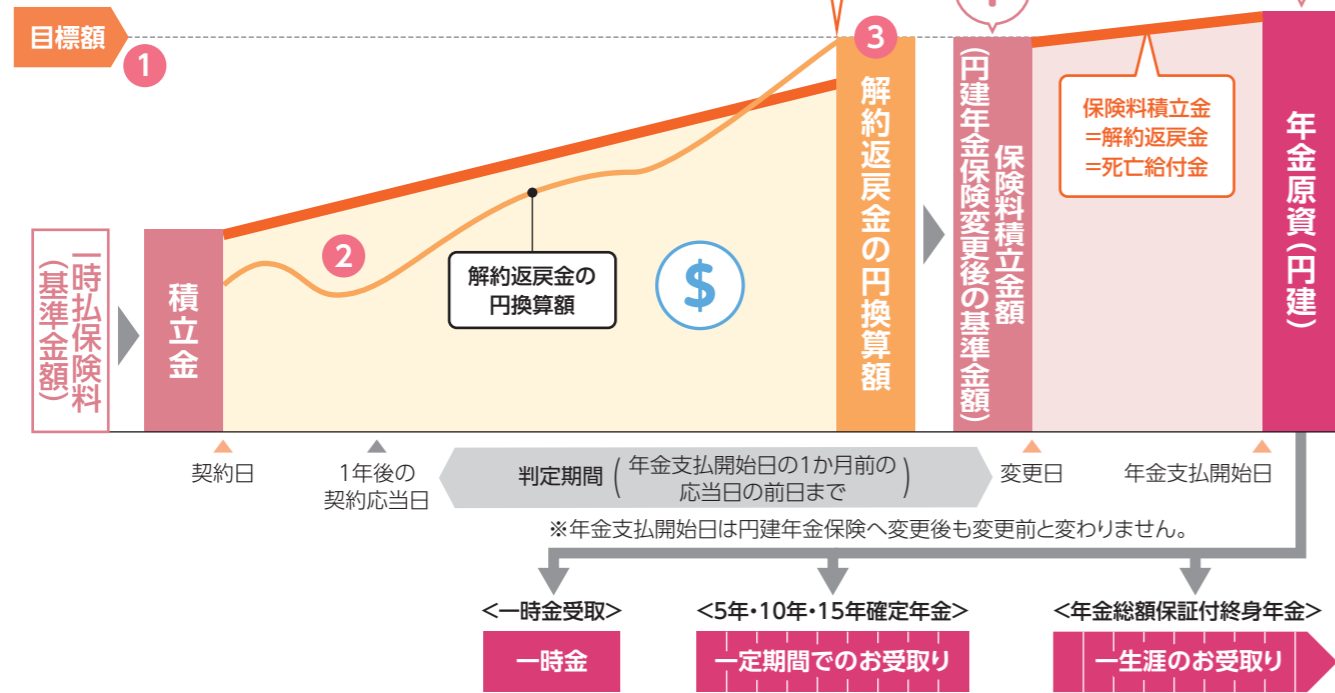 目標額
1
3
2
一時払保険料
(基準金額)
積立金
解約返戻金の
円換算額
$
解約返戻金の円換算額
保険料積立金額
(円建年金保険変更後の基準金額)
保険料積立金
=解約返戻金
=死亡給付金
年金原資(円建)
契約日
1年後の
契約応当日
判定期間(年金支払開始日の1か月前の
応当日の前日まで)
変更日
年金支払開始日
※年金支払開始日は円建年金保険へ変更後も変更前と変わりません。
<一時金受取>
一時金
<5年・10年・15年確定年金>
一定期間でのお受取り
<年金総額保証付終身年金>
一生涯のお受取り